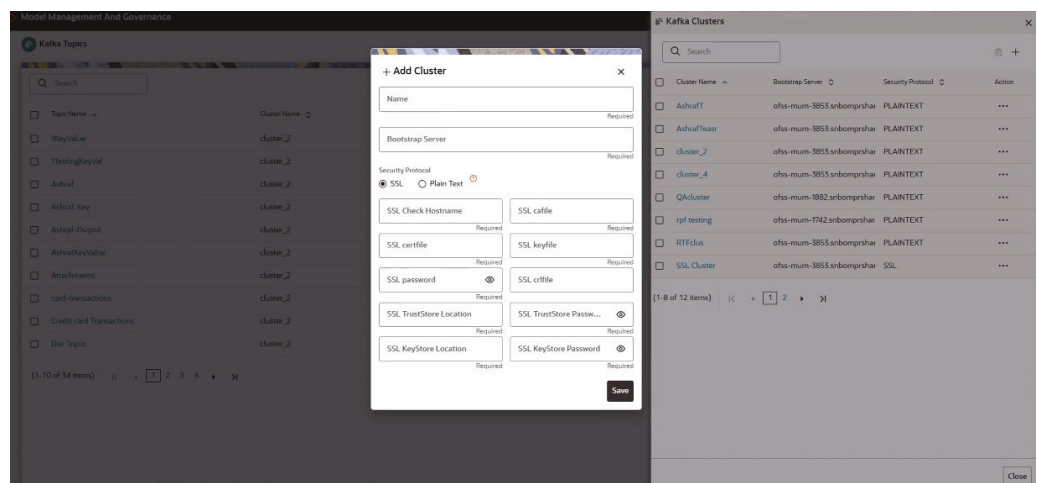 Model Management And Governance
Kafka Topics
Search
Topic Name Cluster Name
!KeyValue cluster_2
1TestingKeyVal cluster_2
Ashraf cluster_2
Ashraf-Key cluster_2
Ashraf-Output cluster_2
AshrafKeyValue cluster_2
Attachments cluster_2
card-transactions cluster_2
Credit card Transactions cluster_2
Doc Topic cluster_2
(1-10 of 34 items) 1 2 3 4
+ Add Cluster
Name
Required
Bootstrap Server
Required
Security Protocol
SSL Plain Text
SSL Check Hostname SSL cafile
Required Required
SSL certfile SSL keyfile
Required Required
SSL password SSL crlfile
Required
SSL TrustStore Location SSL TrustStore Passw...
Required Required
SSL KeyStore Location SSL KeyStore Password
Required Required
Save
Kafka Clusters
Search
Cluster Name Bootstrap Server Security Protocol Action
AshrafT ofss-mum-3853.snbomprshar PLAINTEXT ...
AshrafTeasr ofss-mum-3853.snbomprshar PLAINTEXT ...
cluster_2 ofss-mum-3853.snbomprshar PLAINTEXT ...
cluster_4 ofss-mum-3853.snbomprshar PLAINTEXT ...
QAcluster ofss-mum-1882.snbomprshar PLAINTEXT ...
rpf testing ofss-mum-1742.snbomprshar PLAINTEXT ...
RTFclus ofss-mum-3853.snbomprshar PLAINTEXT ...
SSL Cluster ofss-mum-3853.snbomprshar SSL ...
(1-8 of 12 items) 1 2
Close